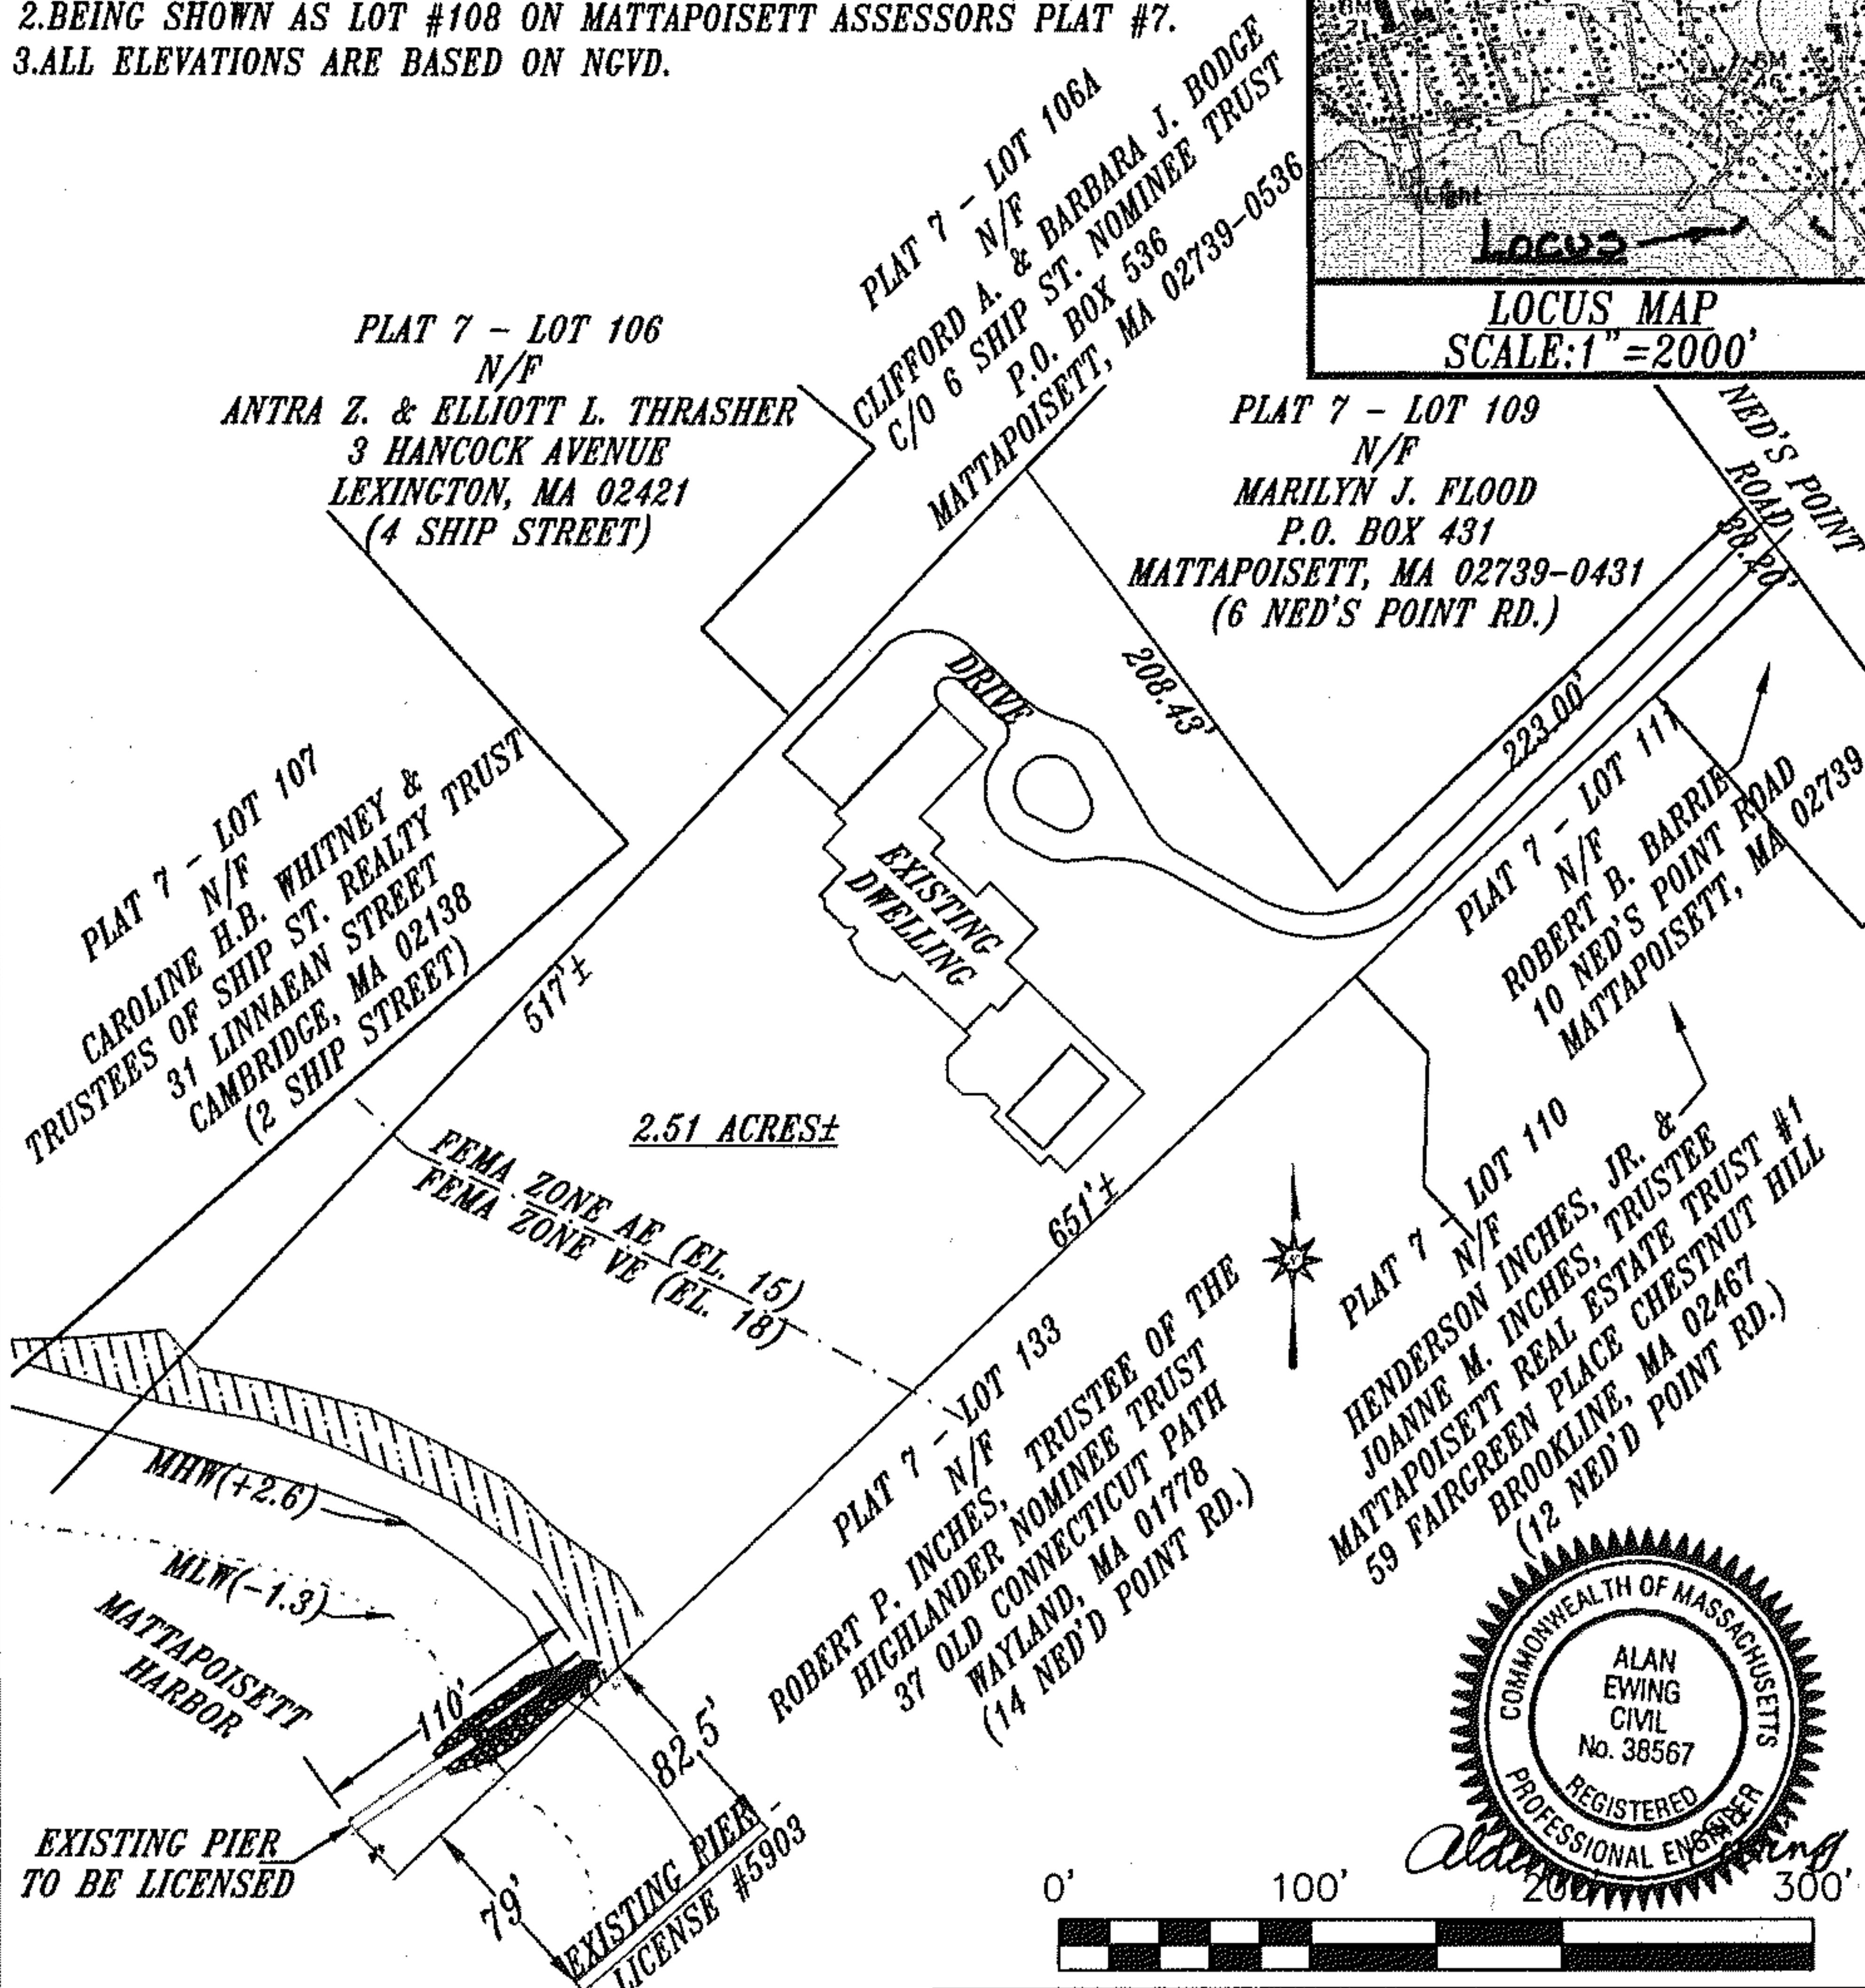 2.BEING SHOWN AS LOT #108 ON MATTAPOISETT ASSESSORS PLAT #7.
3.ALL ELEVATIONS ARE BASED ON NGVD.
BM
Light
LOCUS
LOCUS MAP
SCALE:1"=2000'
PLAT 7 - LOT 106A
N/F
CLIFFORD A. & BARBARA J. BODGE
C/O 6 SHIP ST. NOMINEE TRUST
P.O. BOX 536
MATTAPOISETT, MA 02739-0536
PLAT 7 - LOT 106
N/F
ANTRA Z. & ELLIOTT L. THRASHER
3 HANCOCK AVENUE
LEXINGTON, MA 02421
(4 SHIP STREET)
PLAT 7 - LOT 109
N/F
MARILYN J. FLOOD
P.O. BOX 431
MATTAPOISETT, MA 02739-0431
(6 NED'S POINT RD.)
NED'S POINT
ROAD
30.20'
DRIVE
208.43'
223.00'
PLAT 7 - LOT 107
N/F
CAROLINE H.B. WHITNEY &
TRUSTEES OF SHIP ST. REALTY TRUST
31 LINNAEAN STREET
CAMBRIDGE, MA 02138
(2 SHIP STREET)
517'±
EXISTING
DWELLING
PLAT 7 - LOT 111
N/F
ROBERT B. BARRIE
10 NED'S POINT ROAD
MATTAPOISETT, MA 02739
2.51 ACRES±
FEMA ZONE AE (EL. 15)
FEMA ZONE VE (EL. 18)
651'±
PLAT 7 - LOT 110
N/F
HENDERSON INCHES, JR. &
JOANNE M. INCHES, TRUSTEE
MATTAPOISETT REAL ESTATE TRUST #1
59 FAIRGREEN PLACE CHESTNUT HILL
BROOKLINE, MA 02467
(12 NED'D POINT RD.)
PLAT 7 - LOT 133
N/F
ROBERT P. INCHES, TRUSTEE OF THE
HIGHLANDER NOMINEE TRUST
37 OLD CONNECTICUT PATH
WAYLAND, MA 01778
(14 NED'D POINT RD.)
MHW(+2.6)
MLW(-1.3)
MATTAPOISETT
HARBOR
110'
82.5'
79'
EXISTING PIER
TO BE LICENSED
EXISTING PIER -
LICENSE #5903
COMMONWEALTH OF MASSACHUSETTS
ALAN
EWING
CIVIL
No. 38567
REGISTERED
PROFESSIONAL ENGINEER
0' 100' 200' 300'